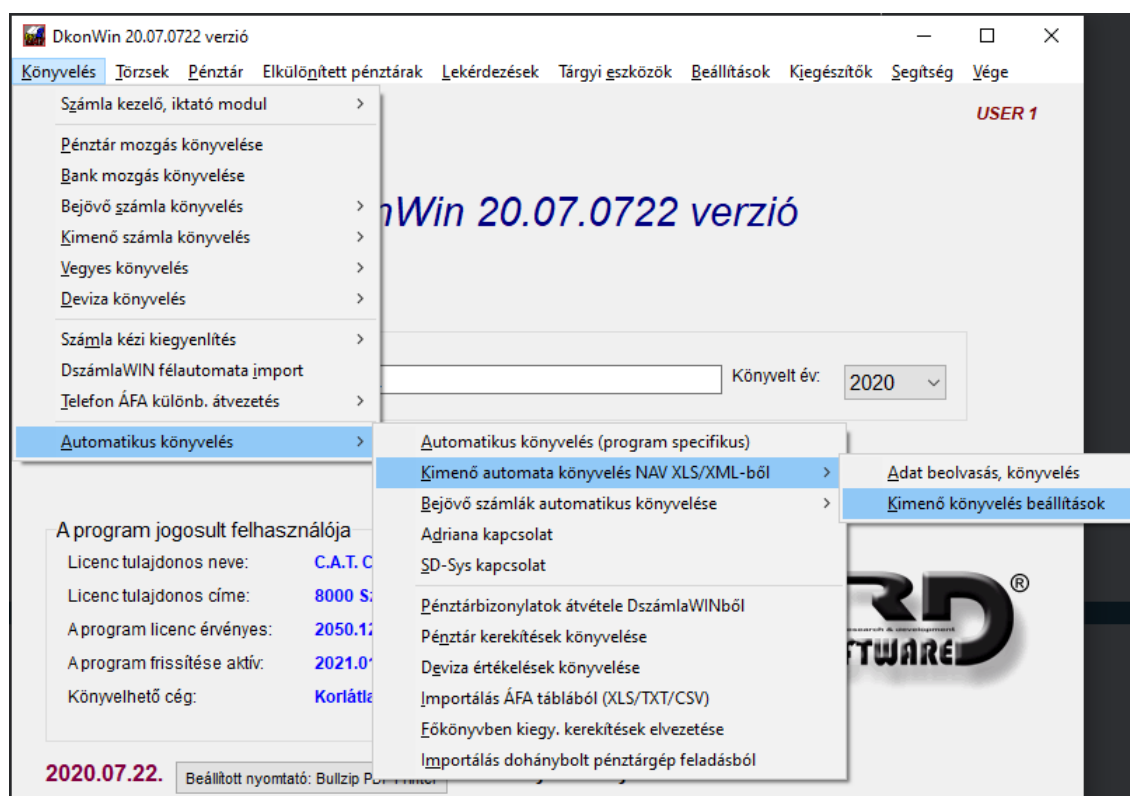 DkonWin 20.07.0722 verzió
Könyvelés Törzsek Pénztár Elkülönített pénztárak Lekérdezések Tárgyi eszközök Beállítások Kiegészítők Segítség Vége
Számla kezelő, iktató modul
USER 1
Pénztár mozgás könyvelése
Bank mozgás könyvelése
Bejövő számla könyvelés
Win 20.07.0722 verzió
Kimenő számla könyvelés
Vegyes könyvelés
Deviza könyvelés
Számla kézi kiegyenlítés
DszámlaWIN félautomata import
Könyvelt év: 2020
Telefon ÁFA különb. átvezetés
Automatikus könyvelés
Automatikus könyvelés (program specifikus)
Kimenő automata könyvelés NAV XLS/XML-ből
Adat beolvasás, könyvelés
Bejövő számlák automatikus könyvelése
Kimenő könyvelés beállítások
A program jogosult felhasználója
Adriana kapcsolat
Licenc tulajdonos neve: C.A.T. C
SD-Sys kapcsolat
Licenc tulajdonos címe: 8000 S
Pénztárbizonylatok átvétele DszámlaWINből
A program licenc érvényes: 2050.12
Pénztár kerekítések könyvelése
A program frissítése aktív: 2021.01
Deviza értékelések könyvelése
Könyvelhető cég: Korlátla
Importálás ÁFA táblából (XLS/TXT/CSV)
Főkönyvben kiegy. kerekítések elvezetése
Importálás dohánybolt pénztárgép feladásból
RD ®
research & development
FTWARE
2020.07.22. Beállított nyomtató: Bullzip PDF Printer